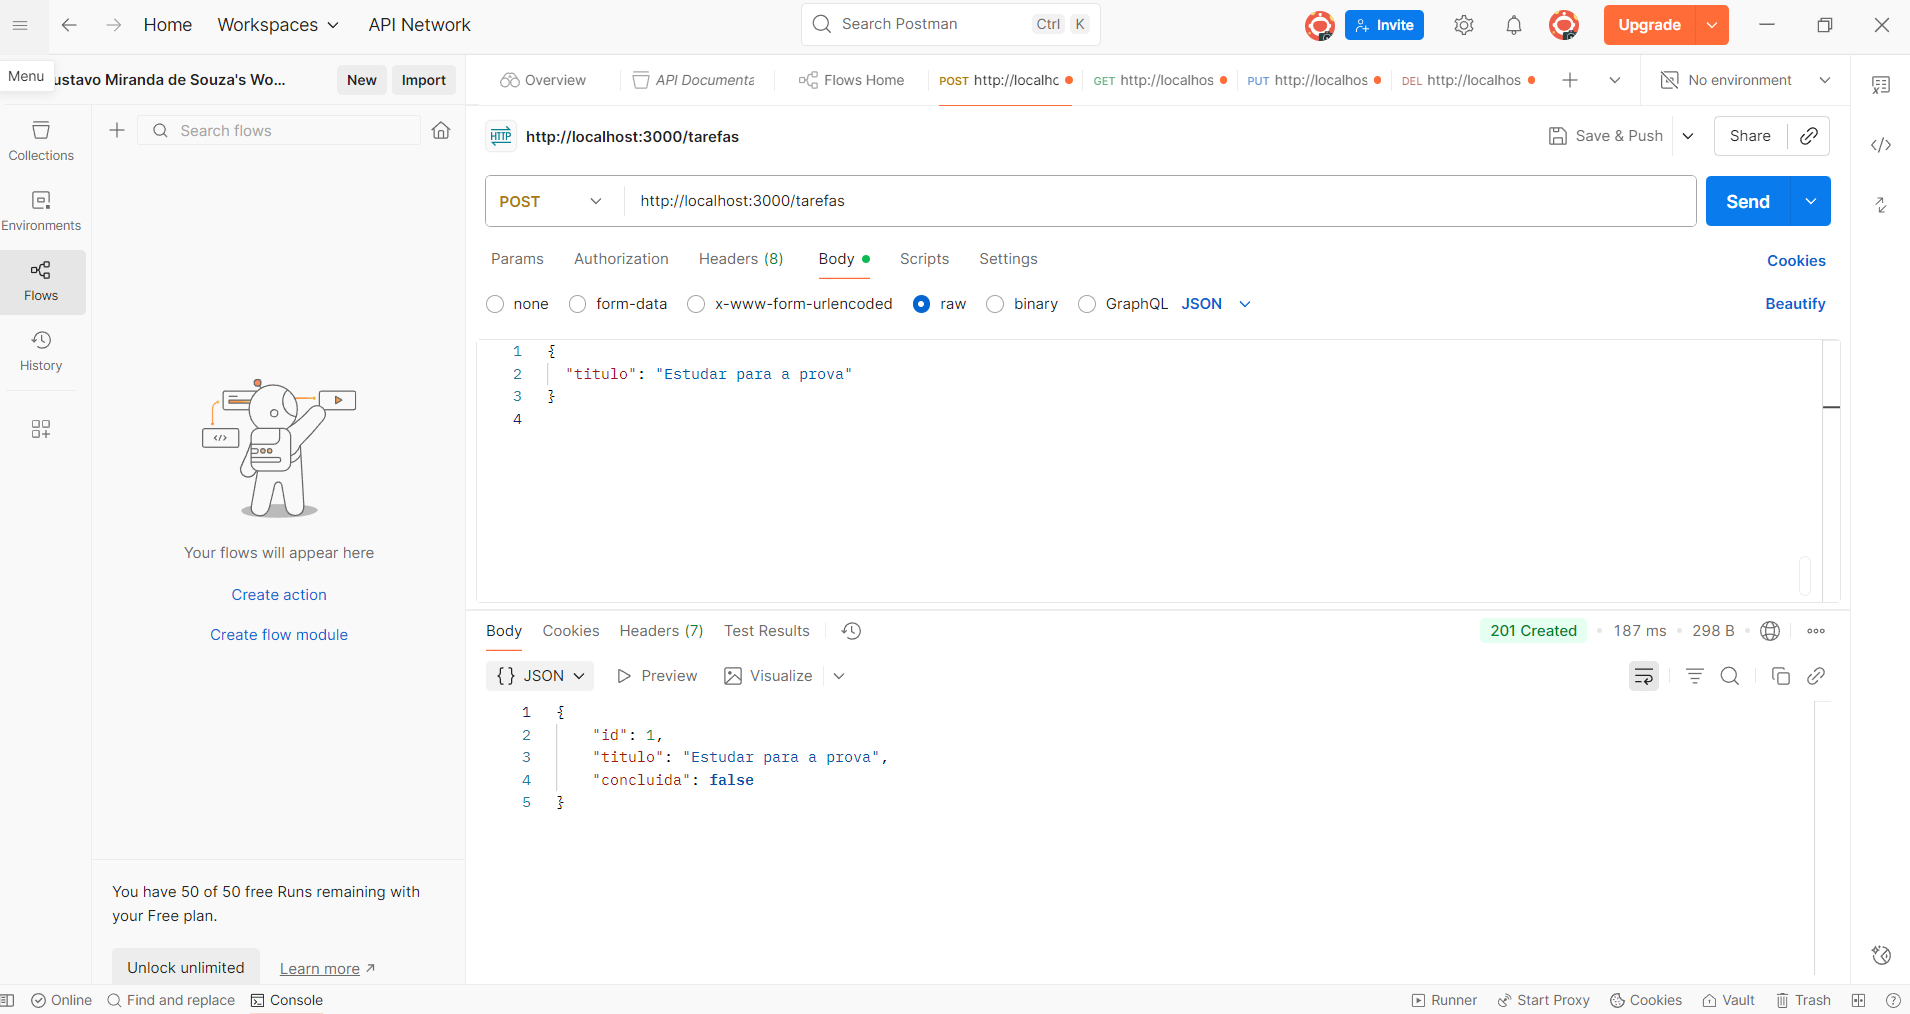 Home Workspaces API Network Search Postman Ctrl K Invite Upgrade
Menu ustavo Miranda de Souza's Wo... New Import Overview API Documenta Flows Home POST http://localhc GET http://localhos PUT http://localhos DEL http://localhos No environment
Search flows
http://localhost:3000/tarefas Save & Push Share
Collections
Environments
Flows
History
POST http://localhost:3000/tarefas Send
Params Authorization Headers (8) Body Scripts Settings Cookies
none form-data x-www-form-urlencoded raw binary GraphQL JSON Beautify
1 {
2 "titulo": "Estudar para a prova"
3 }
4
Your flows will appear here
Create action
Create flow module
Body Cookies Headers (7) Test Results 201 Created 187 ms 298 B
{} JSON Preview Visualize
1 {
2 "id": 1,
3 "titulo": "Estudar para a prova",
4 "concluida": false
5 }
You have 50 of 50 free Runs remaining with
your Free plan.
Unlock unlimited Learn more
Online Find and replace Console Runner Start Proxy Cookies Vault Trash